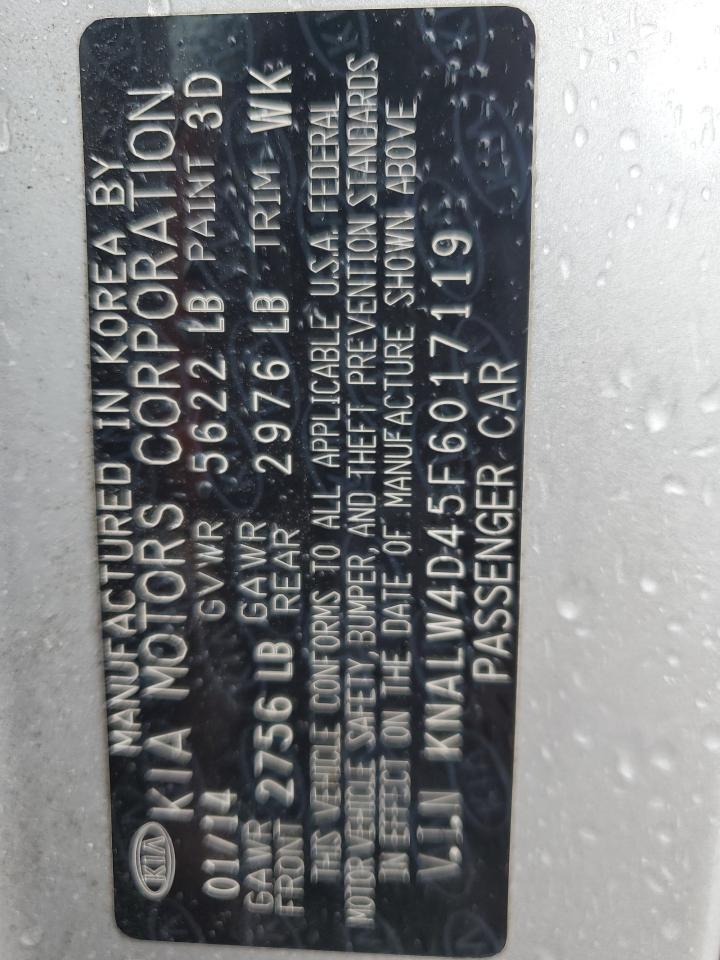 MANUFACTURED IN KOREA BY
KIA KIA MOTORS CORPORATION
01/14 GVWR 5622 LB PAINT 3D
GAWR FRONT 2756 LB GAWR REAR 2976 LB TRIM WK
THIS VEHICLE CONFORMS TO ALL APPLICABLE U.S.A. FEDERAL
MOTOR VEHICLE SAFETY, BUMPER, AND THEFT PREVENTION STANDARDS
IN EFFECT ON THE DATE OF MANUFACTURE SHOWN ABOVE
V.I.N KNALW4D45F6017119
PASSENGER CAR